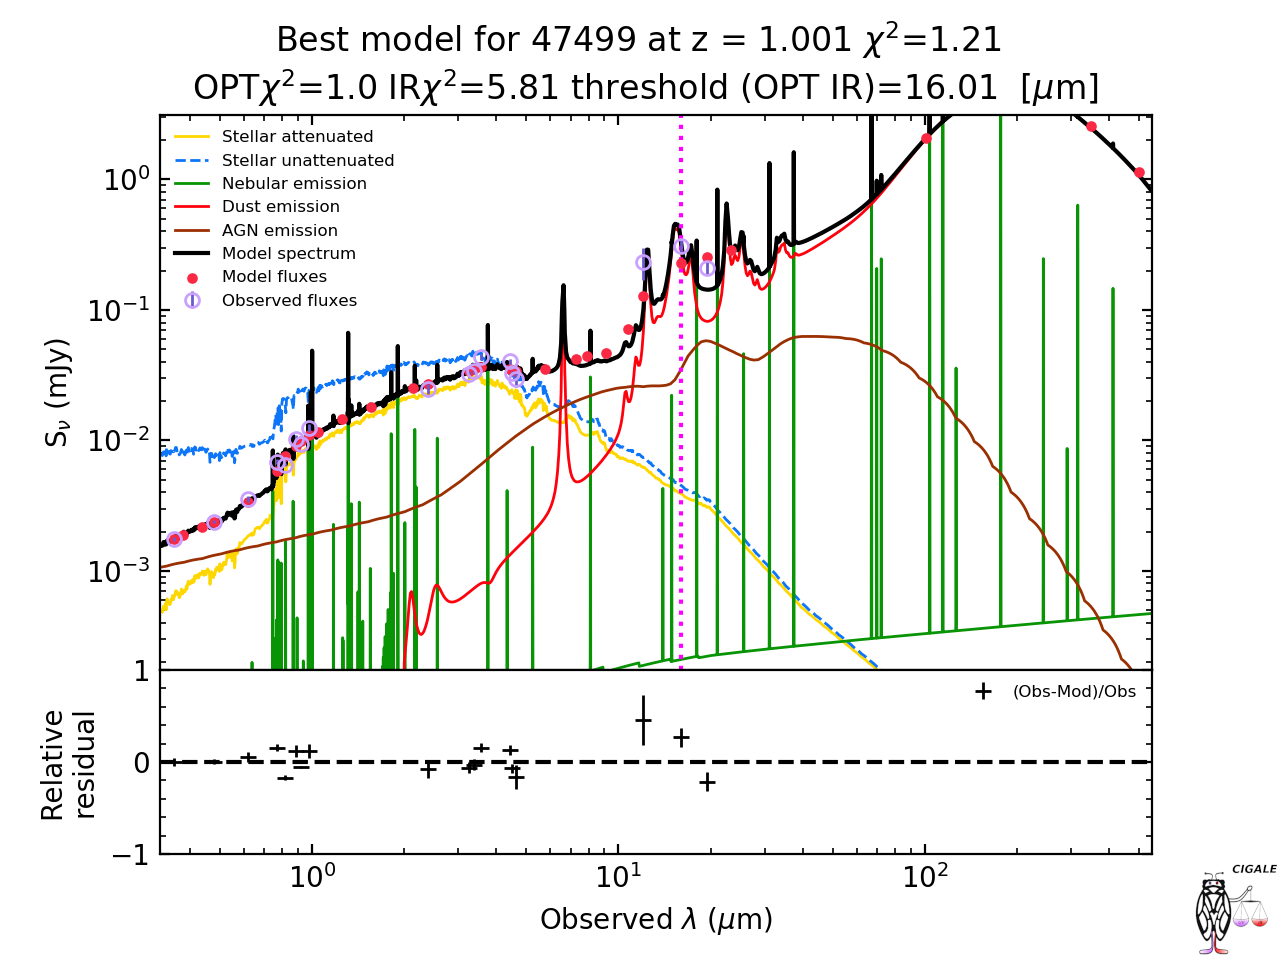 Best model for 47499 at z = 1.001 χ²=1.21
OPTχ²=1.0 IRχ²=5.81 threshold (OPT IR)=16.01 [μm]
Stellar attenuated
Stellar unattenuated
Nebular emission
Dust emission
AGN emission
Model spectrum
Model fluxes
Observed fluxes
10⁰
10⁻¹
10⁻²
10⁻³
S_ν (mJy)
1
0
−1
Relative
residual
(Obs-Mod)/Obs
10⁰ 10¹ 10²
Observed λ (μm)
CIGALE